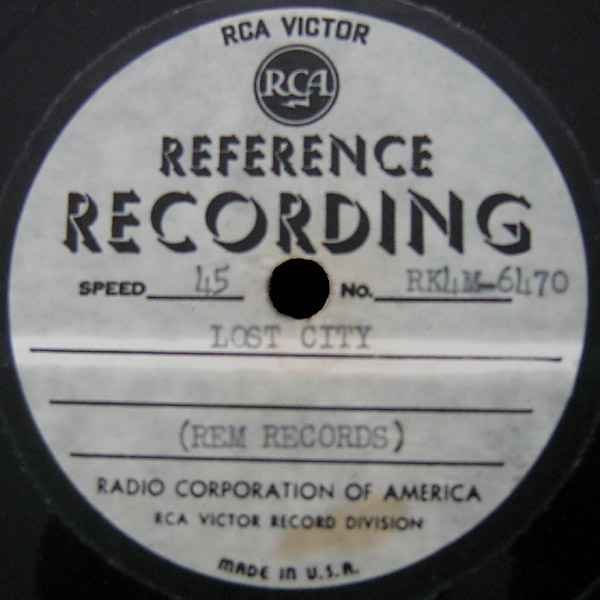 RCA VICTOR
RCA
REFERENCE
RECORDING
SPEED 45 No. RK4M-6470
LOST CITY
(REM RECORDS)
RADIO CORPORATION OF AMERICA
RCA VICTOR RECORD DIVISION
MADE IN U.S.A.